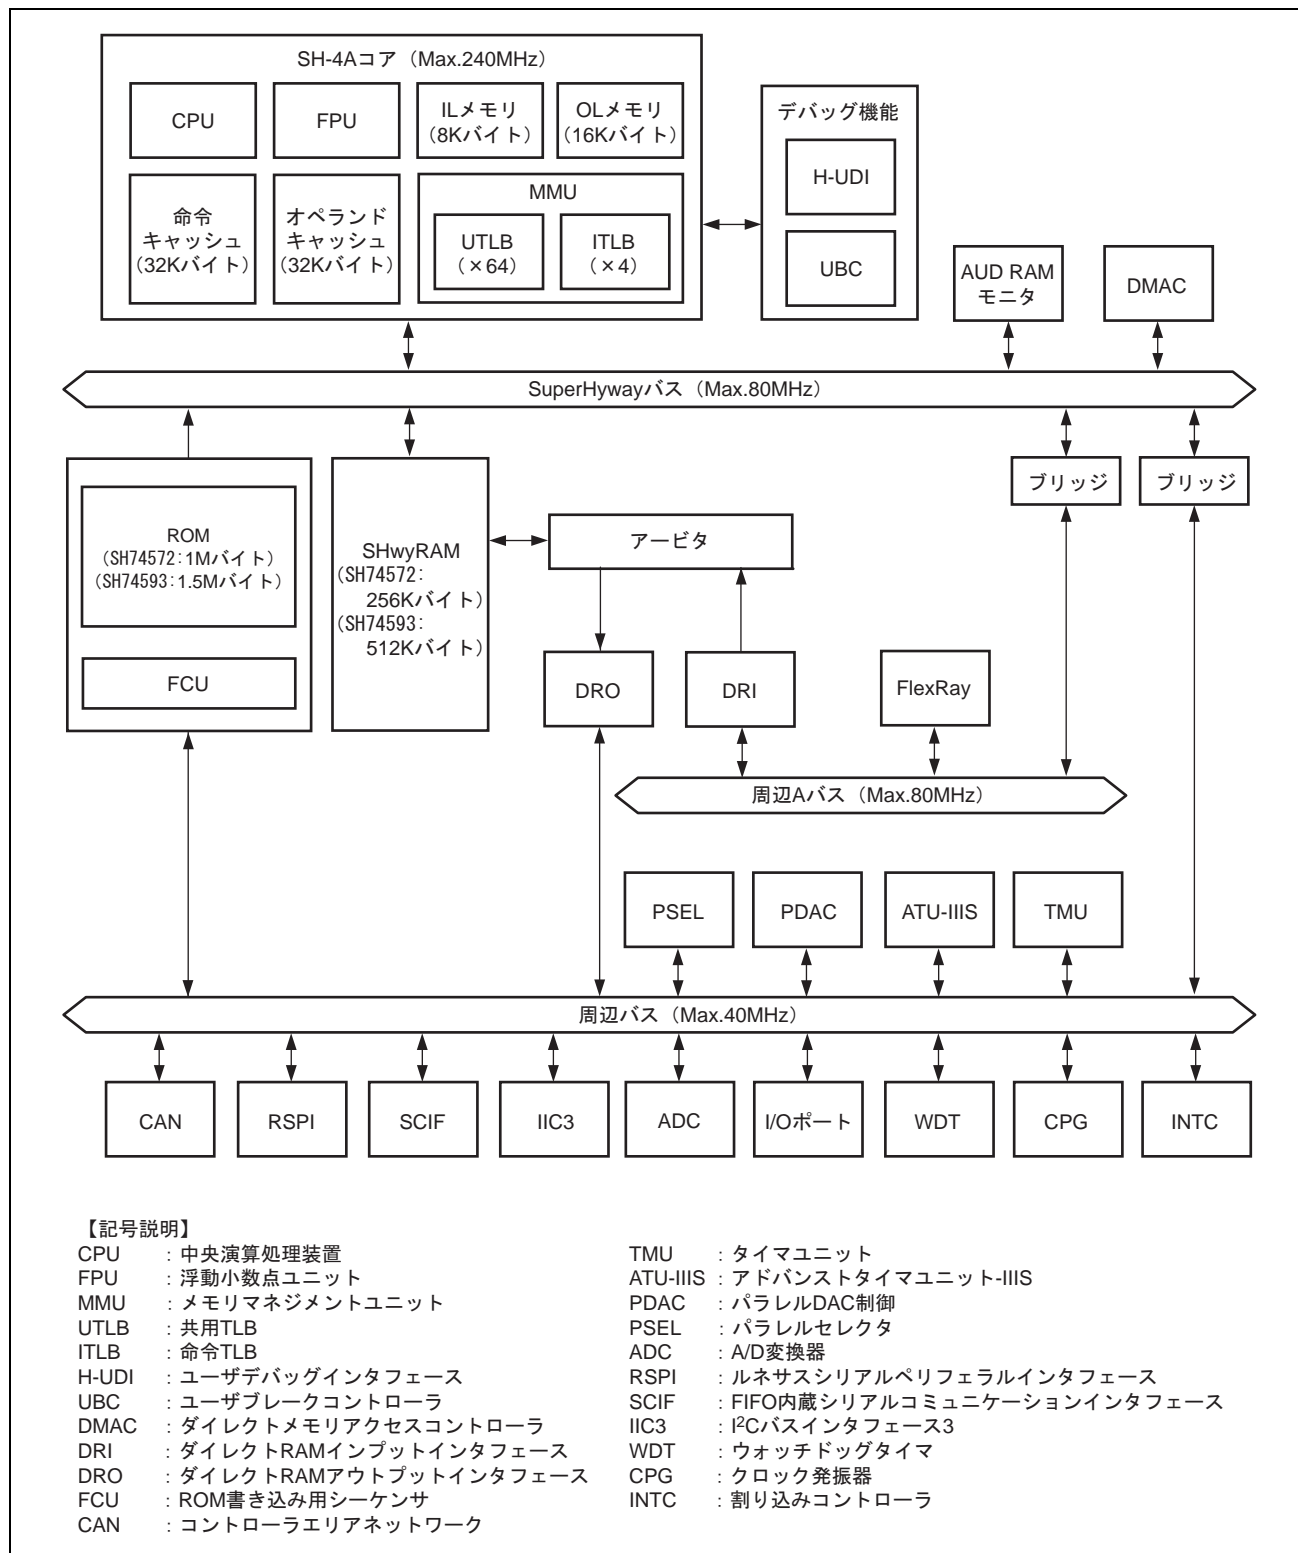 SH-4Aコア（Max.240MHz）
CPU
FPU
ILメモリ
（8Kバイト）
OLメモリ
（16Kバイト）
命令
キャッシュ
（32Kバイト）
オペランド
キャッシュ
（32Kバイト）
MMU
UTLB
（×64）
ITLB
（×4）
デバッグ機能
H-UDI
UBC
AUD RAM
モニタ
DMAC
SuperHywayバス（Max.80MHz）
ROM
（SH74572：1Mバイト）
（SH74593：1.5Mバイト）
FCU
SHwyRAM
（SH74572：
256Kバイト）
（SH74593：
512Kバイト）
アービタ
ブリッジ
ブリッジ
DRO
DRI
FlexRay
周辺Aバス（Max.80MHz）
PSEL
PDAC
ATU-IIIS
TMU
周辺バス（Max.40MHz）
CAN
RSPI
SCIF
IIC3
ADC
I/Oポート
WDT
CPG
INTC
【記号説明】
CPU ：中央演算処理装置
FPU ：浮動小数点ユニット
MMU ：メモリマネジメントユニット
UTLB ：共用TLB
ITLB ：命令TLB
H-UDI ：ユーザデバッグインタフェース
UBC ：ユーザブレークコントローラ
DMAC ：ダイレクトメモリアクセスコントローラ
DRI ：ダイレクトRAMインプットインタフェース
DRO ：ダイレクトRAMアウトプットインタフェース
FCU ：ROM書き込み用シーケンサ
CAN ：コントローラエリアネットワーク
TMU ：タイマユニット
ATU-IIIS ：アドバンストタイマユニット-IIIS
PDAC ：パラレルDAC制御
PSEL ：パラレルセレクタ
ADC ：A/D変換器
RSPI ：ルネサスシリアルペリフェラルインタフェース
SCIF ：FIFO内蔵シリアルコミュニケーションインタフェース
IIC3 ：I²Cバスインタフェース3
WDT ：ウォッチドッグタイマ
CPG ：クロック発振器
INTC ：割り込みコントローラ